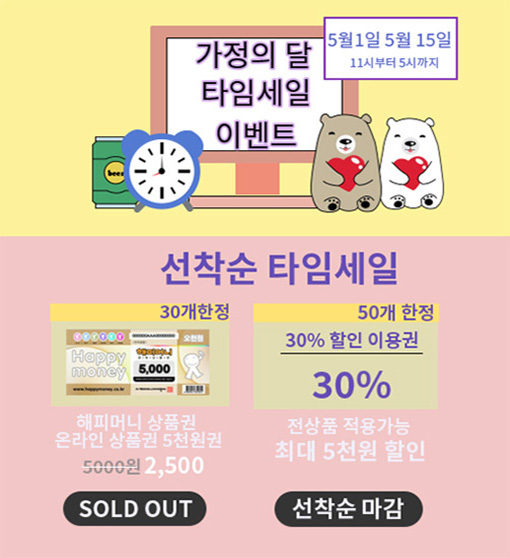 가정의 달
타임세일
이벤트
5월1일 5월 15일
11시부터 5시까지
선착순 타임세일
30개한정
Happy
money
해피머니
5,000
오천원
www.happymoney.co.kr
해피머니 상품권
온라인 상품권 5천원권
5000원 2,500
SOLD OUT
50개 한정
30% 할인 이용권
30%
전상품 적용가능
최대 5천원 할인
선착순 마감